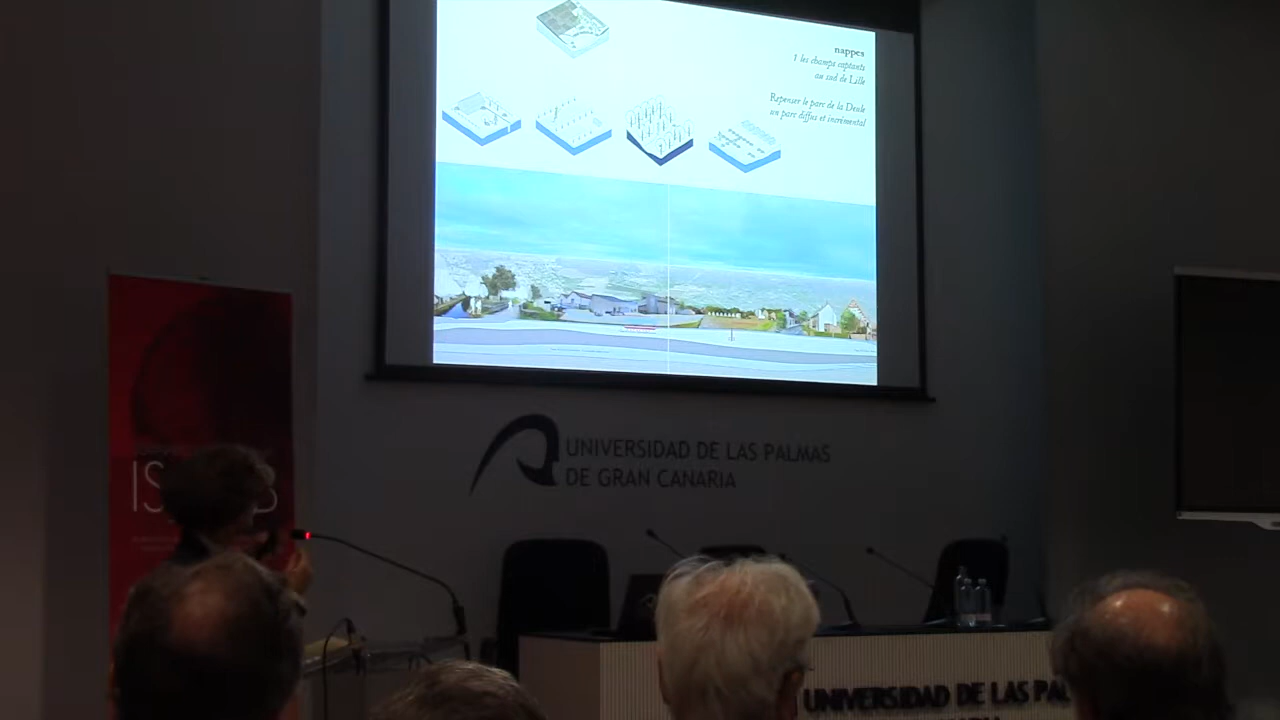 nappes
1 les champs captants
au sud de Lille
Repenser le parc de la Deule
un parc diffus et incrémental
UNIVERSIDAD DE LAS PALMAS
DE GRAN CANARIA
UNIVERSIDAD DE LAS